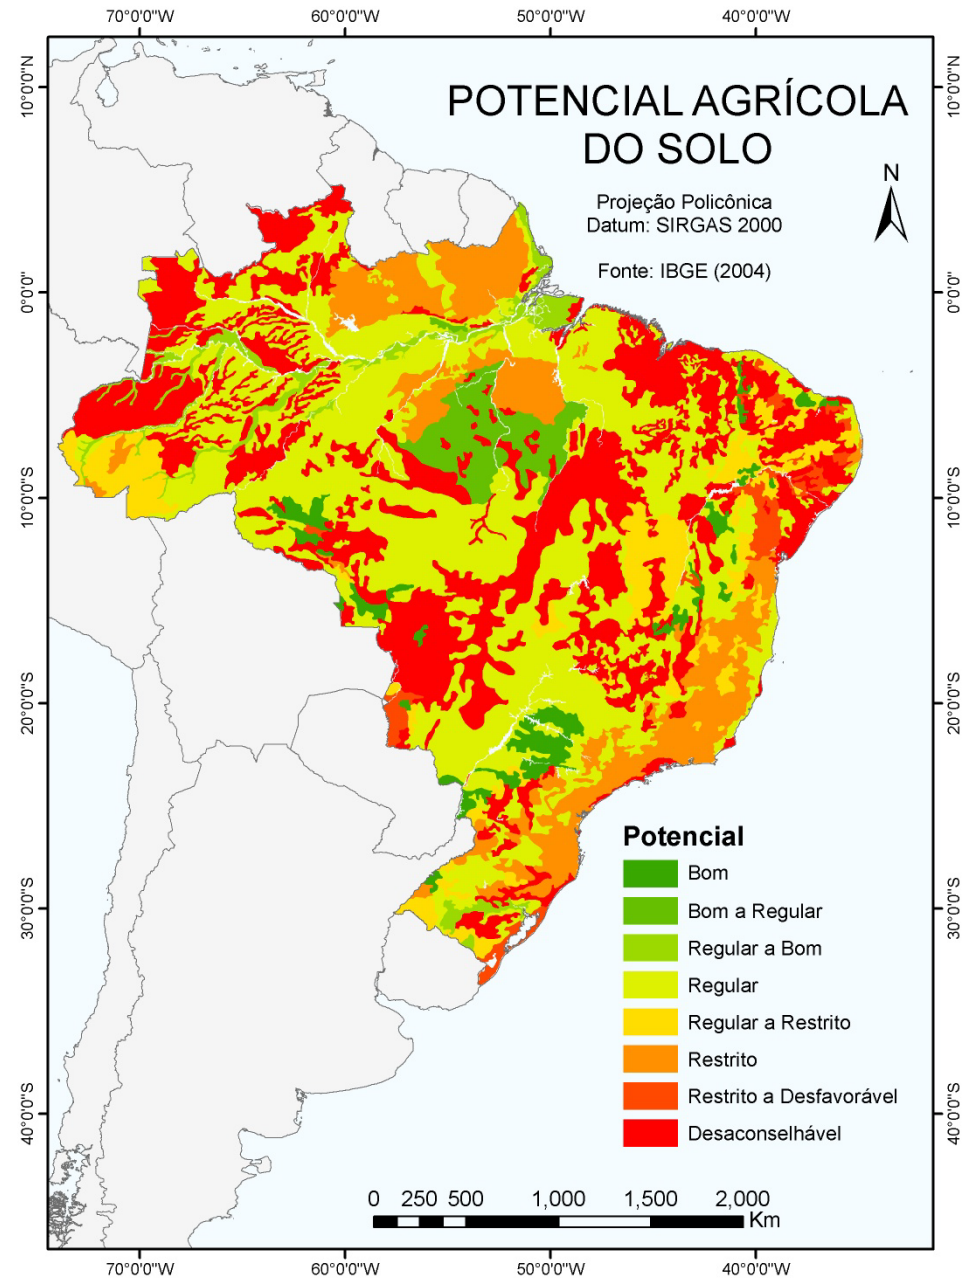 70°0'0"W 60°0'0"W 50°0'0"W 40°0'0"W
10°0'0"N
10°0'0"N
POTENCIAL AGRÍCOLA
DO SOLO
N
Projeção Policônica
Datum: SIRGAS 2000
Fonte: IBGE (2004)
0°0'0"
0°0'0"
10°0'0"S
10°0'0"S
20°0'0"S
20°0'0"S
Potencial
Bom
Bom a Regular
30°0'0"S
30°0'0"S
Regular a Bom
Regular
Regular a Restrito
Restrito
Restrito a Desfavorável
40°0'0"S
40°0'0"S
Desaconselhável
0 250 500 1,000 1,500 2,000
Km
70°0'0"W 60°0'0"W 50°0'0"W 40°0'0"W